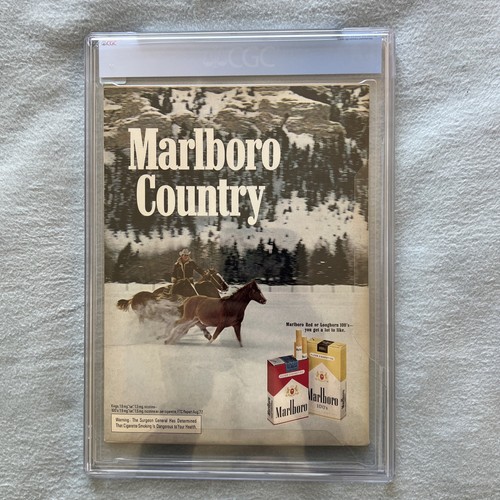 CGC
Marlboro
Country
Marlboro Red or Longhorn 100's—
you get a lot to like.
Marlboro
Marlboro
100's
Warning: The Surgeon General Has Determined
That Cigarette Smoking Is Dangerous to Your Health.